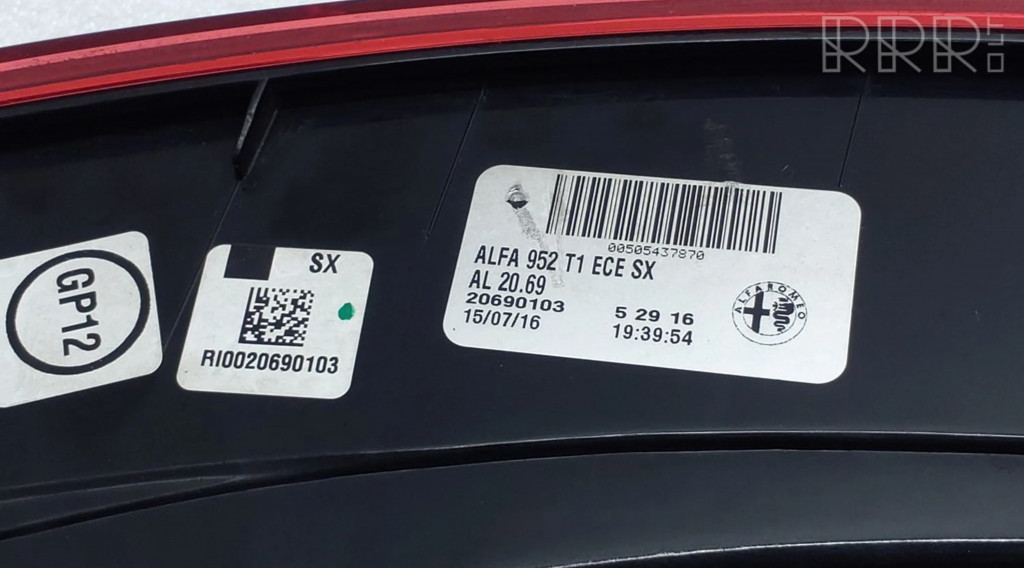 RRR.LT
00505437870
ALFA 952 T1 ECE SX
AL 20.69
20690103 5 29 16
15/07/16 19:39:54
ALFA ROMEO
SX
RI0020690103
GP12